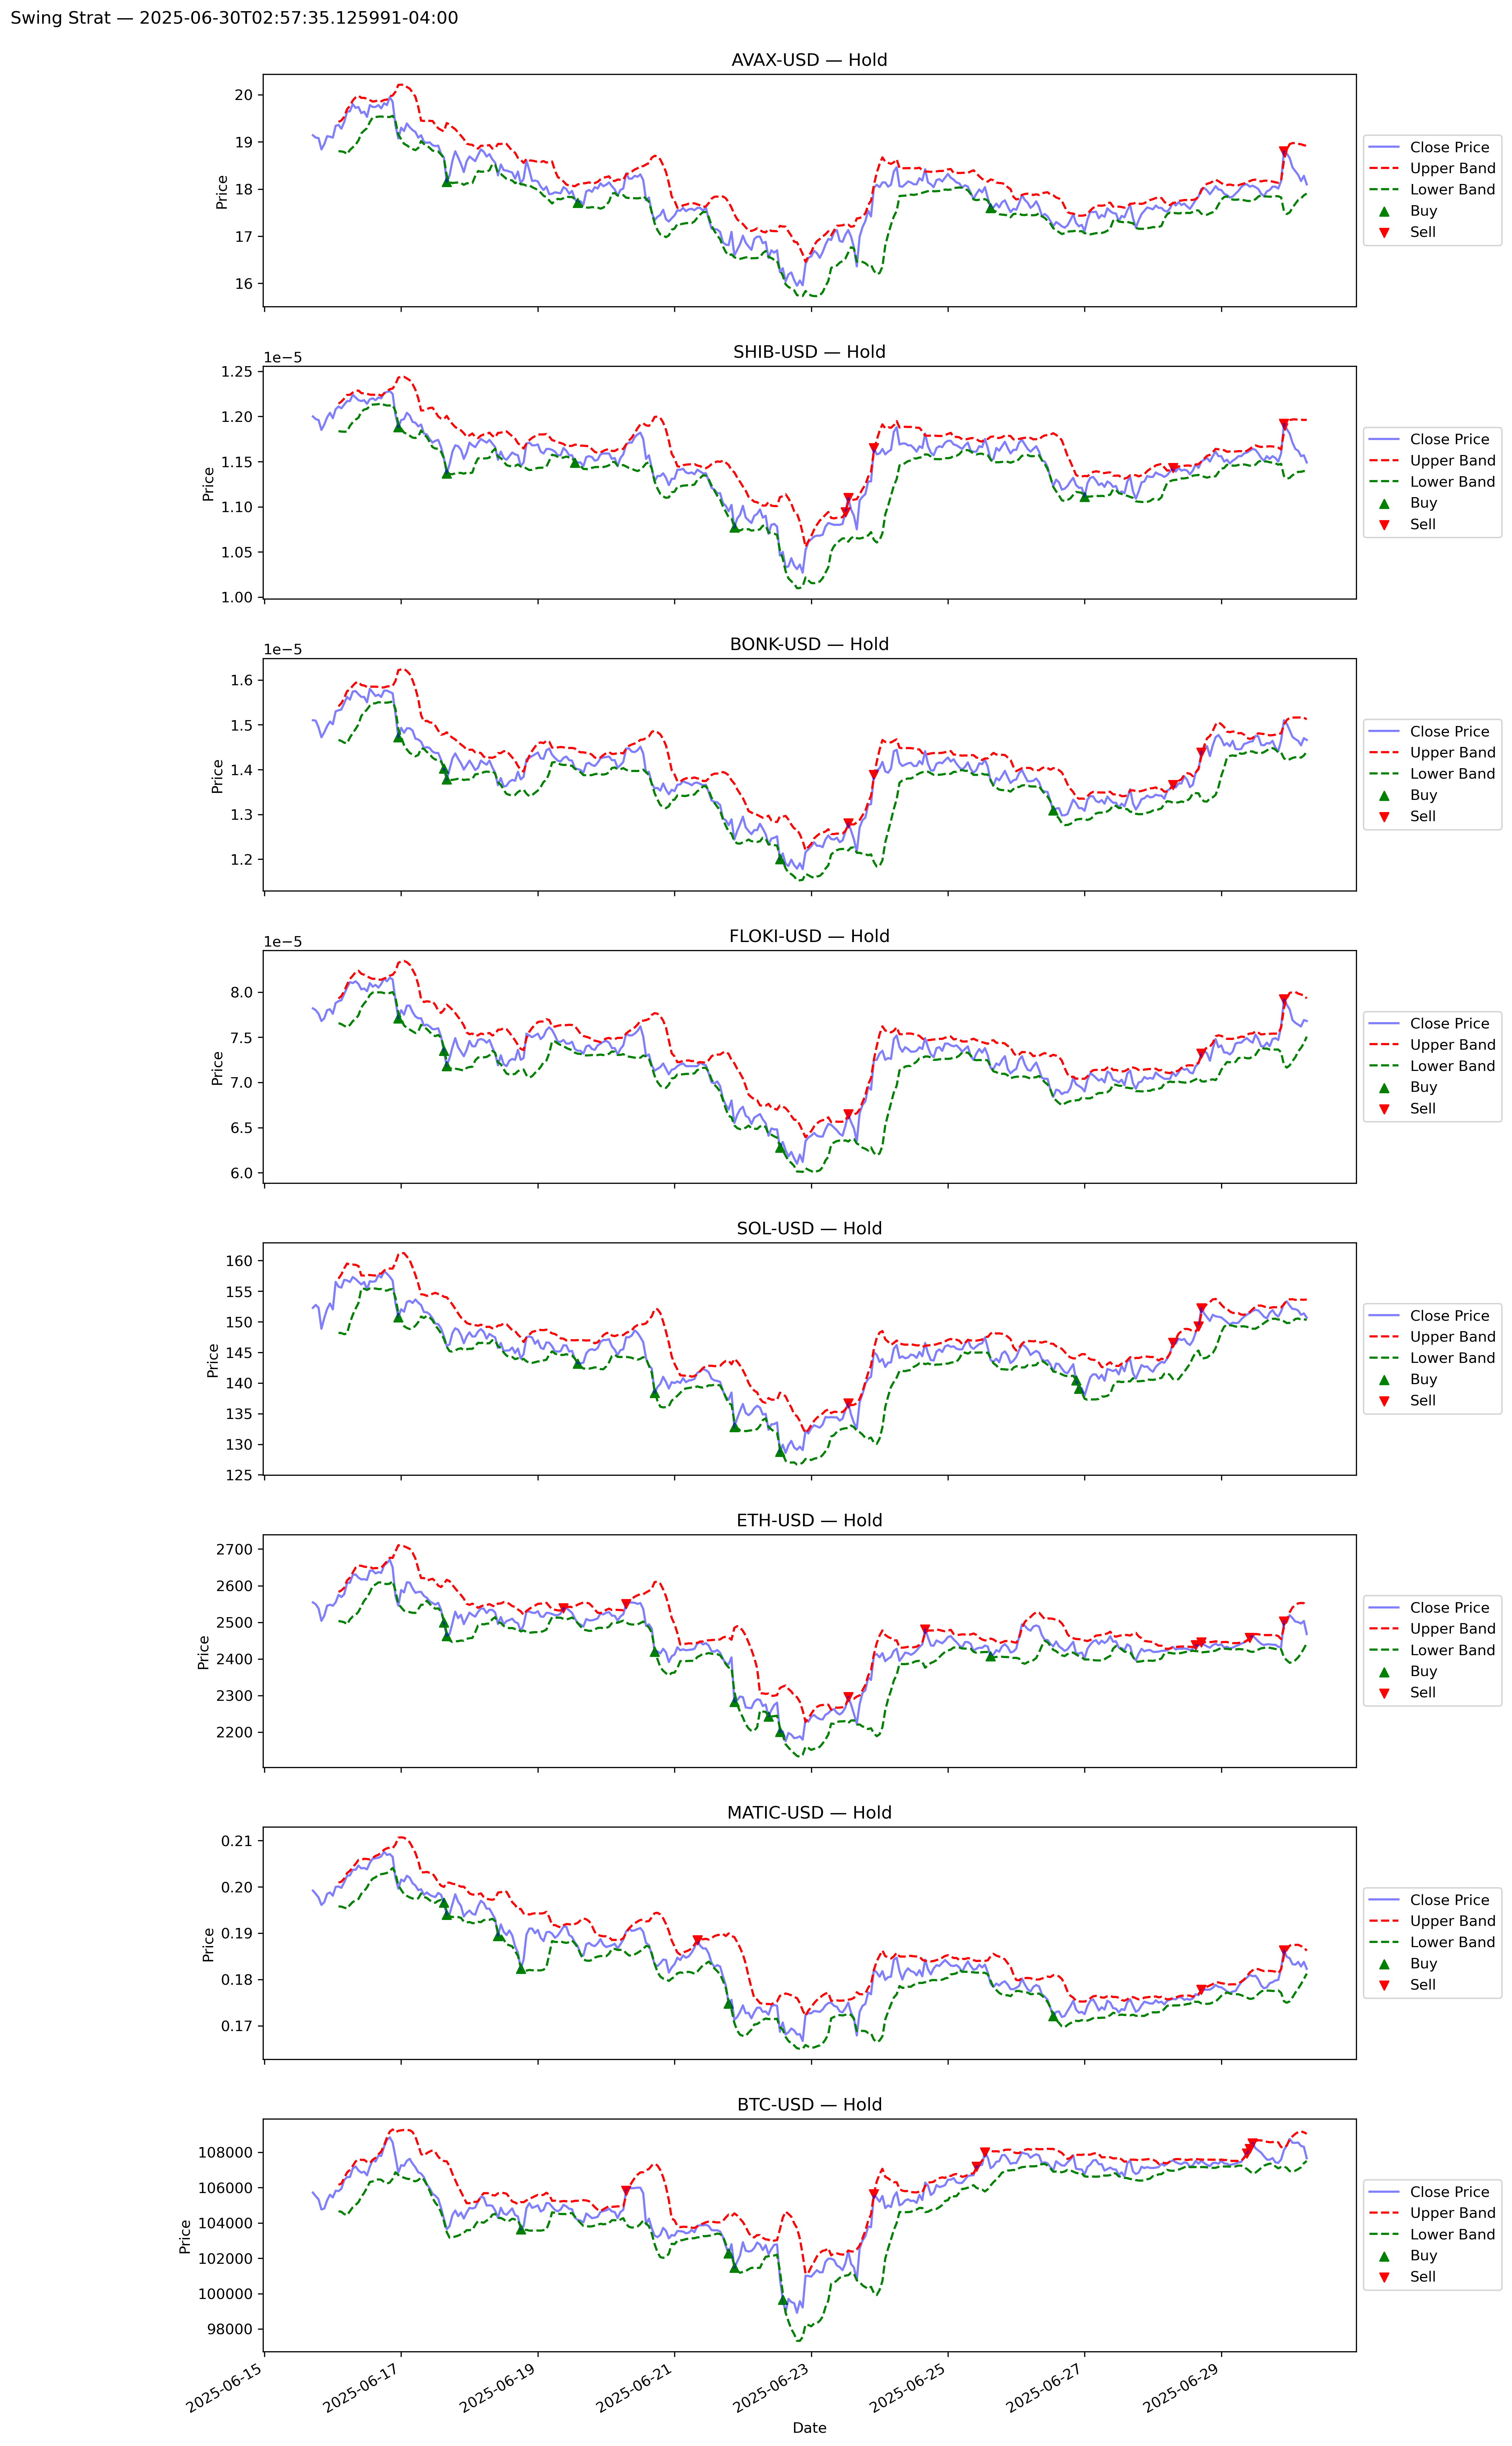 Swing Strat — 2025-06-30T02:57:35.125991-04:00
AVAX-USD — Hold
Price
20
19
18
17
16
Close Price
Upper Band
Lower Band
Buy
Sell
SHIB-USD — Hold
1e−5
Price
1.25
1.20
1.15
1.10
1.05
1.00
Close Price
Upper Band
Lower Band
Buy
Sell
BONK-USD — Hold
1e−5
Price
1.6
1.5
1.4
1.3
1.2
Close Price
Upper Band
Lower Band
Buy
Sell
FLOKI-USD — Hold
1e−5
Price
8.0
7.5
7.0
6.5
6.0
Close Price
Upper Band
Lower Band
Buy
Sell
SOL-USD — Hold
Price
160
155
150
145
140
135
130
125
Close Price
Upper Band
Lower Band
Buy
Sell
ETH-USD — Hold
Price
2700
2600
2500
2400
2300
2200
Close Price
Upper Band
Lower Band
Buy
Sell
MATIC-USD — Hold
Price
0.21
0.20
0.19
0.18
0.17
Close Price
Upper Band
Lower Band
Buy
Sell
BTC-USD — Hold
Price
108000
106000
104000
102000
100000
98000
Close Price
Upper Band
Lower Band
Buy
Sell
2025-06-15
2025-06-17
2025-06-19
2025-06-21
2025-06-23
2025-06-25
2025-06-27
2025-06-29
Date